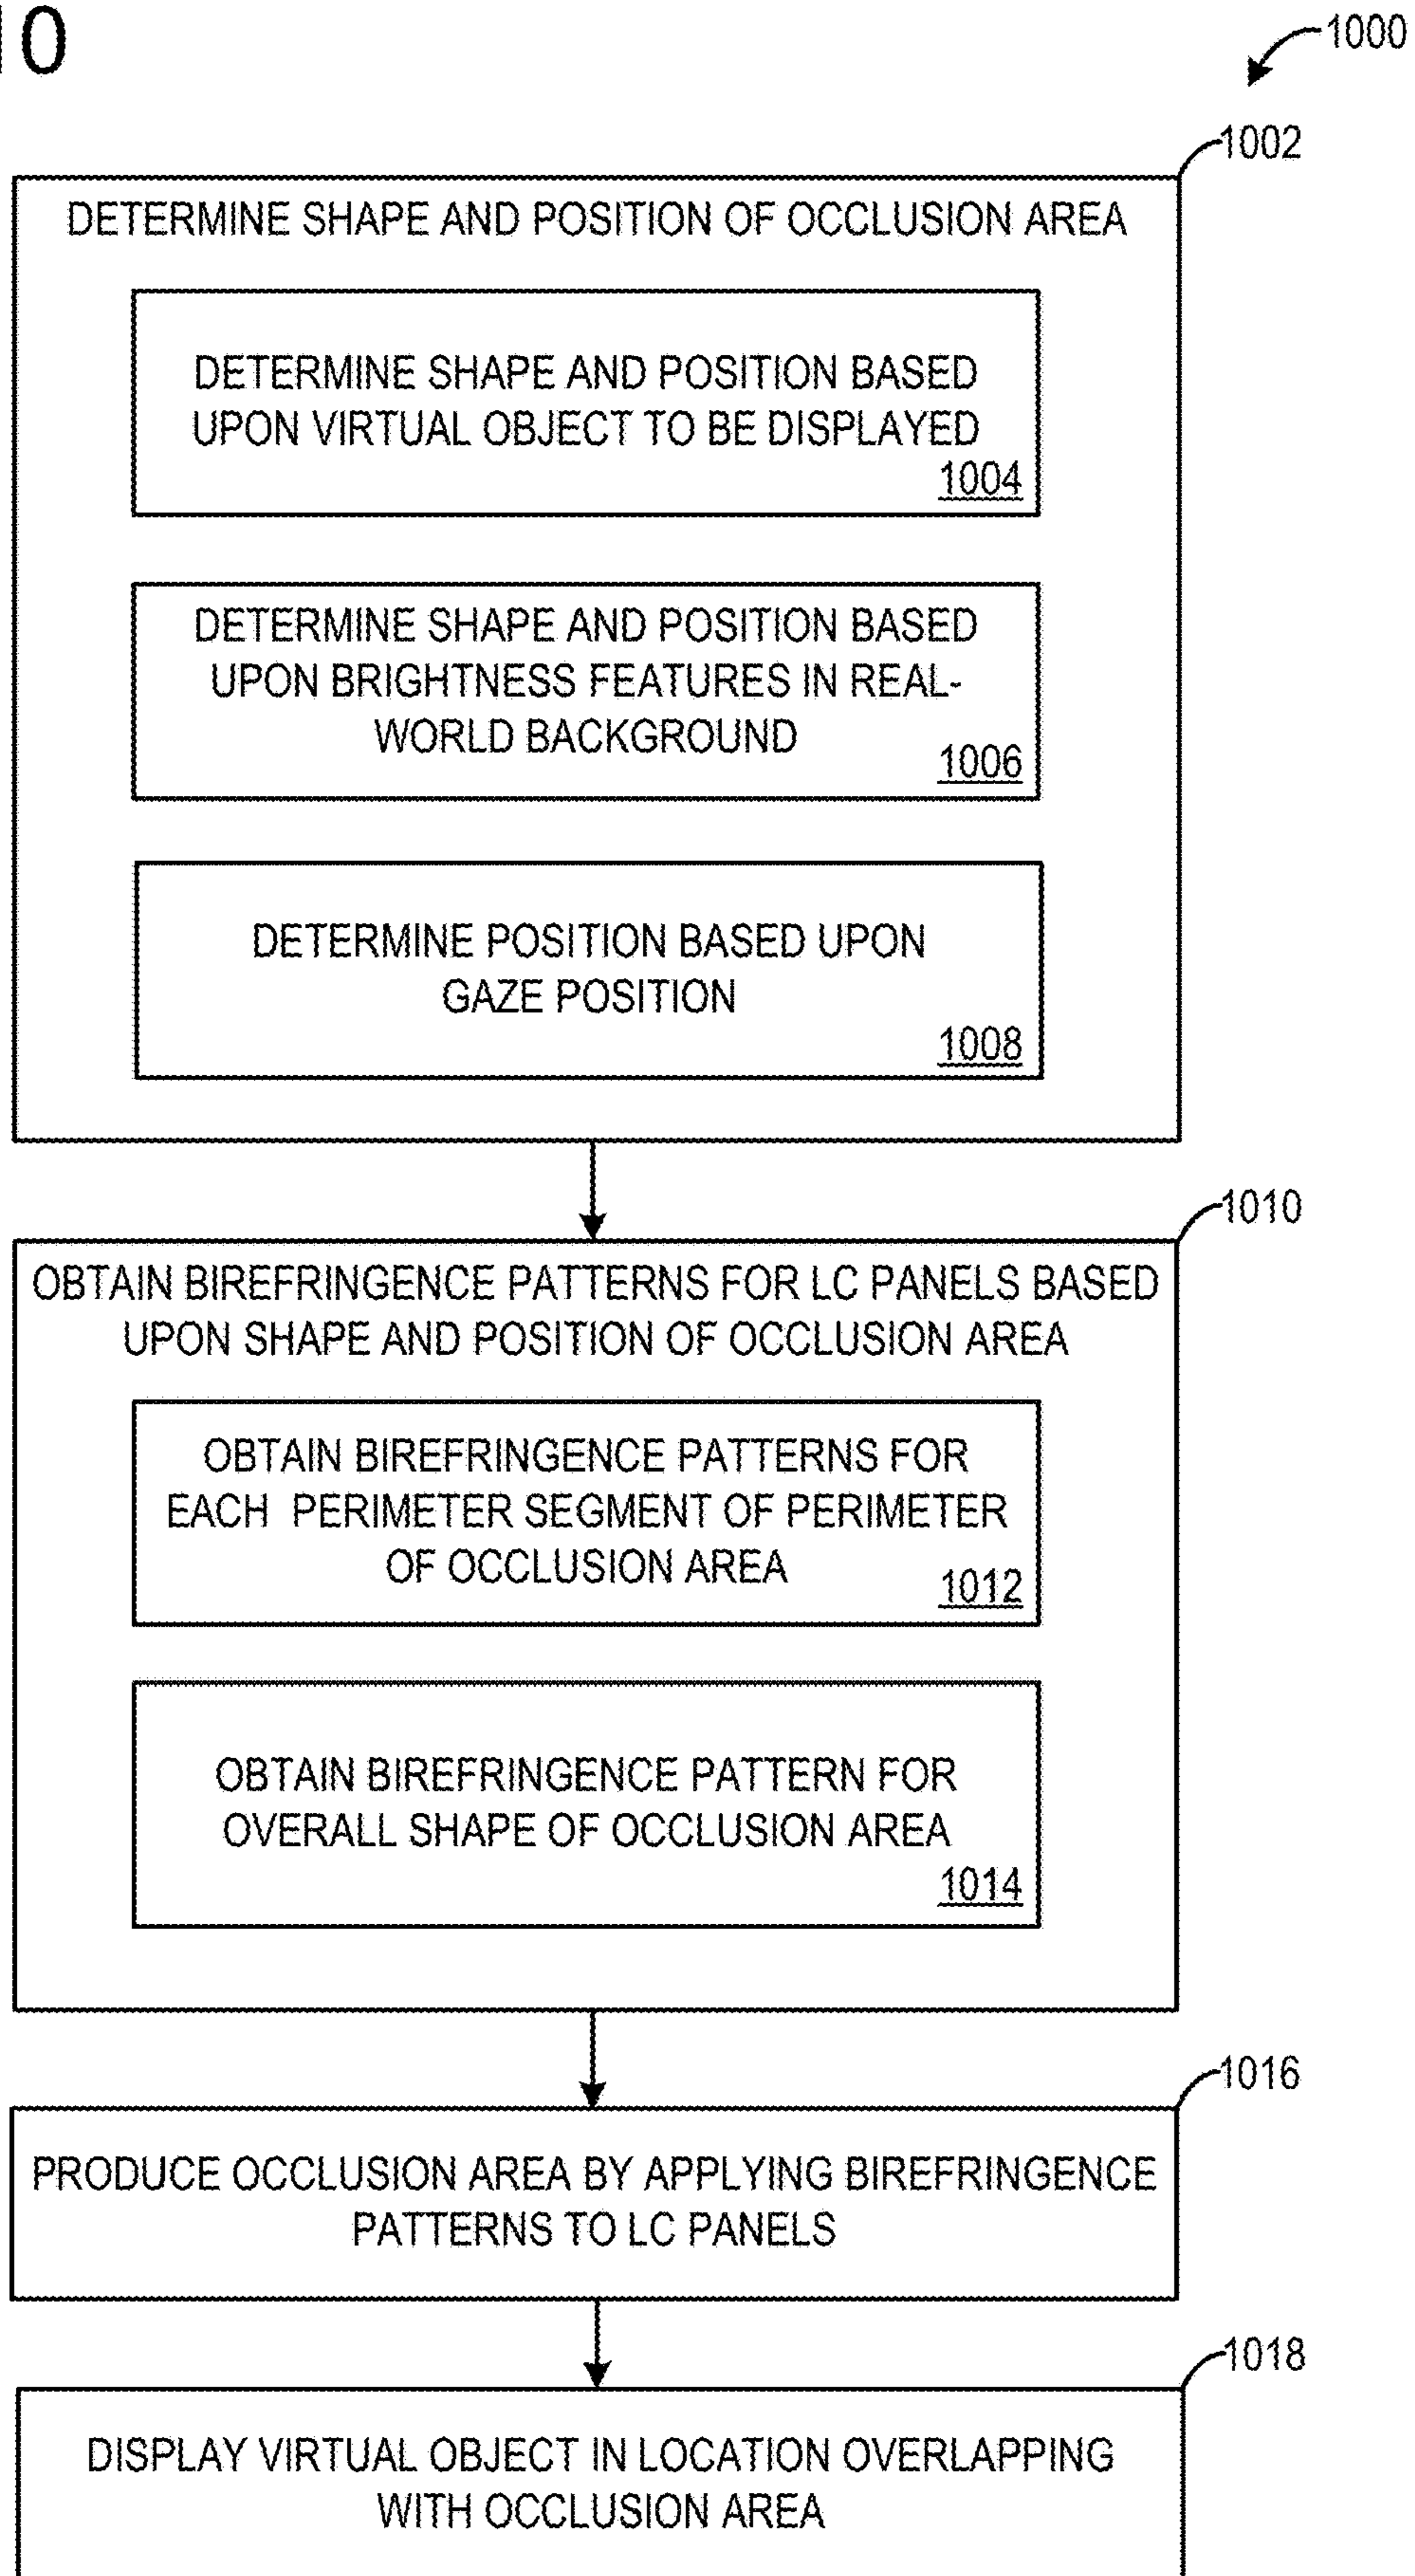 10
1000
1002
DETERMINE SHAPE AND POSITION OF OCCLUSION AREA
DETERMINE SHAPE AND POSITION BASED
UPON VIRTUAL OBJECT TO BE DISPLAYED
1004
DETERMINE SHAPE AND POSITION BASED
UPON BRIGHTNESS FEATURES IN REAL-
WORLD BACKGROUND
1006
DETERMINE POSITION BASED UPON
GAZE POSITION
1008
1010
OBTAIN BIREFRINGENCE PATTERNS FOR LC PANELS BASED
UPON SHAPE AND POSITION OF OCCLUSION AREA
OBTAIN BIREFRINGENCE PATTERNS FOR
EACH PERIMETER SEGMENT OF PERIMETER
OF OCCLUSION AREA
1012
OBTAIN BIREFRINGENCE PATTERN FOR
OVERALL SHAPE OF OCCLUSION AREA
1014
1016
PRODUCE OCCLUSION AREA BY APPLYING BIREFRINGENCE
PATTERNS TO LC PANELS
1018
DISPLAY VIRTUAL OBJECT IN LOCATION OVERLAPPING
WITH OCCLUSION AREA